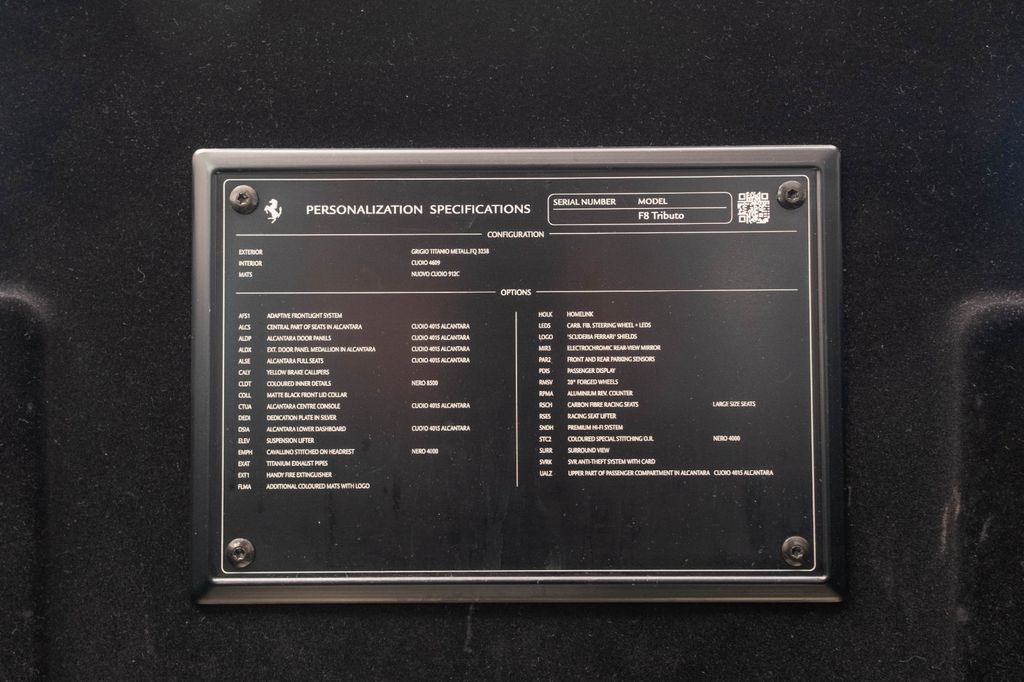 PERSONALIZATION SPECIFICATIONS
SERIAL NUMBER MODEL
F8 Tributo
CONFIGURATION
EXTERIOR GRIGIO TITANIO METALL.FQ 3238
INTERIOR CUOIO 4609
MATS NUOVO CUOIO 912C
OPTIONS
AFS1 ADAPTIVE FRONTLIGHT SYSTEM
ALCS CENTRAL PART OF SEATS IN ALCANTARA CUOIO 4015 ALCANTARA
ALDP ALCANTARA DOOR PANELS CUOIO 4015 ALCANTARA
ALDX EXT. DOOR PANEL MEDALLION IN ALCANTARA CUOIO 4015 ALCANTARA
ALSE ALCANTARA FULL SEATS CUOIO 4015 ALCANTARA
CALY YELLOW BRAKE CALLIPERS
CLDT COLOURED INNER DETAILS NERO 8500
COLL MATTE BLACK FRONT LID COLLAR
CTUA ALCANTARA CENTRE CONSOLE CUOIO 4015 ALCANTARA
DEDI DEDICATION PLATE IN SILVER
DSIA ALCANTARA LOWER DASHBOARD CUOIO 4015 ALCANTARA
ELEV SUSPENSION LIFTER
EMPH CAVALLINO STITCHED ON HEADREST NERO 4000
EXAT TITANIUM EXHAUST PIPES
EXT1 HANDY FIRE EXTINGUISHER
FLMA ADDITIONAL COLOURED MATS WITH LOGO
HOLK HOMELINK
LEDS CARB. FIB. STEERING WHEEL + LEDS
LOGO "SCUDERIA FERRARI" SHIELDS
MIR3 ELECTROCHROMIC REAR-VIEW MIRROR
PAR2 FRONT AND REAR PARKING SENSORS
PDIS PASSENGER DISPLAY
RMSV 20" FORGED WHEELS
RPMA ALUMINIUM REV. COUNTER
RSCH CARBON FIBRE RACING SEATS LARGE SIZE SEATS
RSES RACING SEAT LIFTER
SNDH PREMIUM HI-FI SYSTEM
STC2 COLOURED SPECIAL STITCHING O.R. NERO 4000
SURR SURROUND VIEW
SVRK SVR ANTI-THEFT SYSTEM WITH CARD
UALZ UPPER PART OF PASSENGER COMPARTMENT IN ALCANTARA CUOIO 4015 ALCANTARA